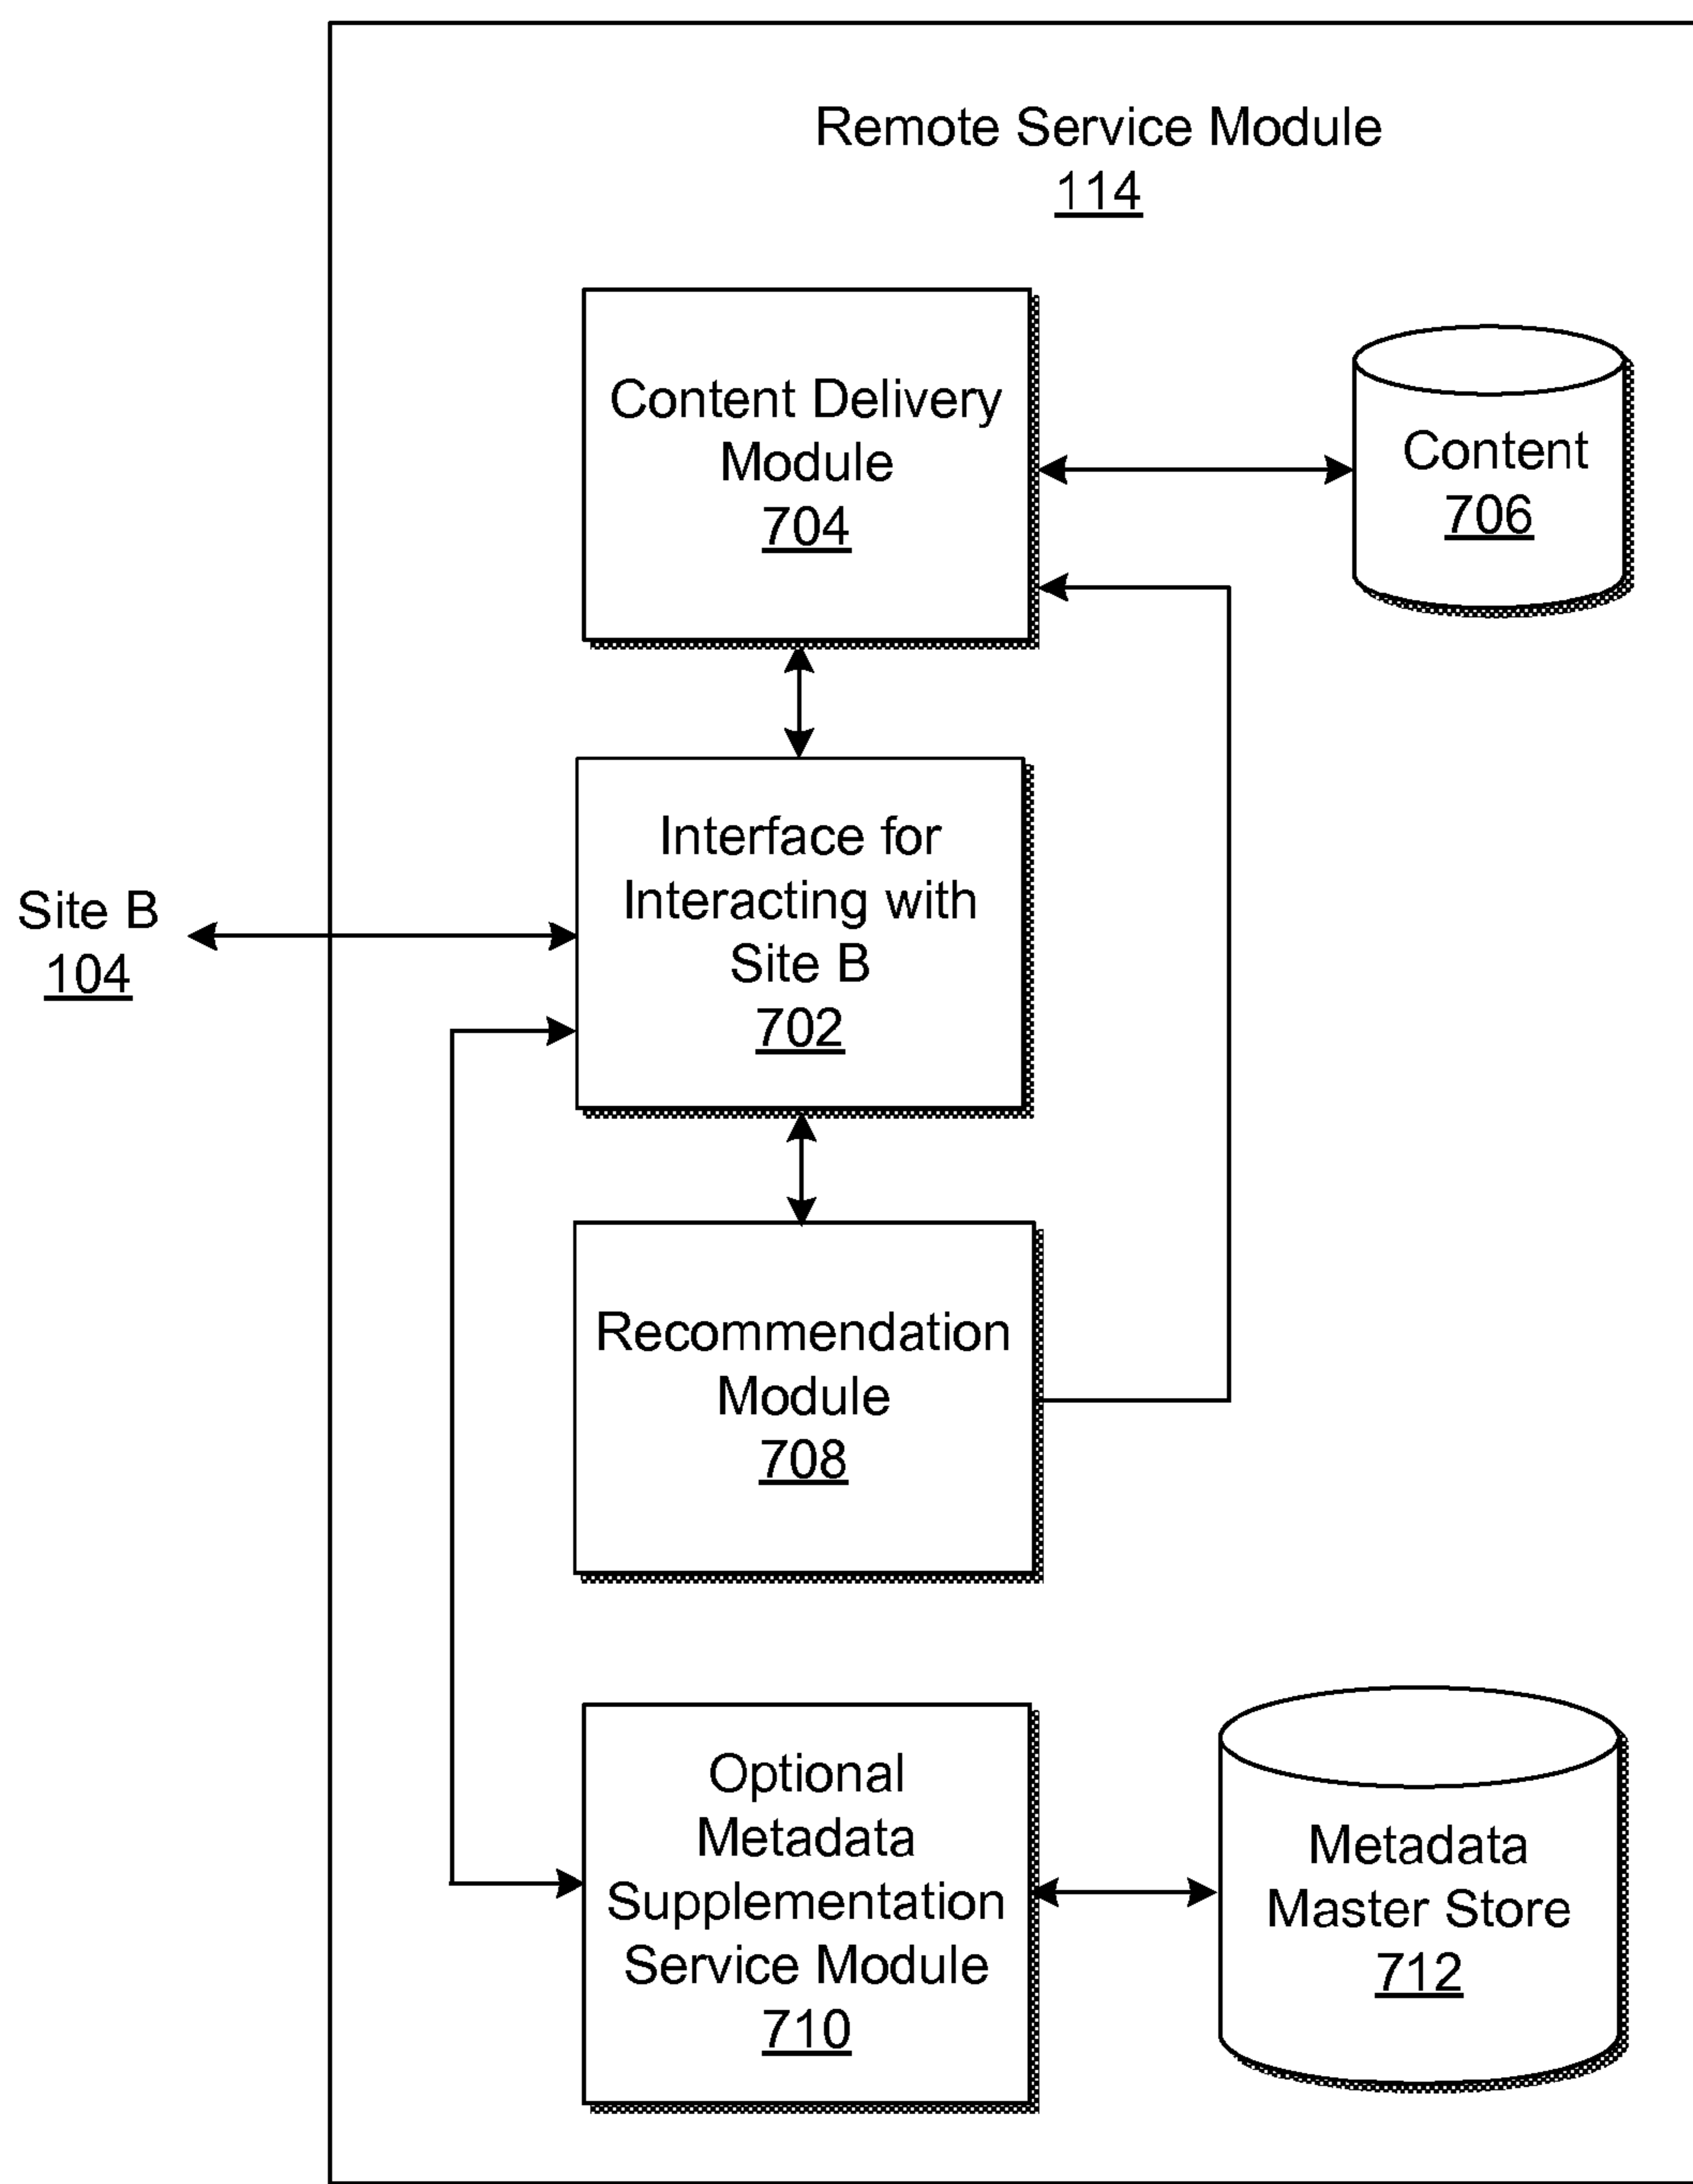 Remote Service Module
114
Content Delivery
Module
704
Content
706
Interface for
Interacting with
Site B
702
Site B
104
Recommendation
Module
708
Optional
Metadata
Supplementation
Service Module
710
Metadata
Master Store
712